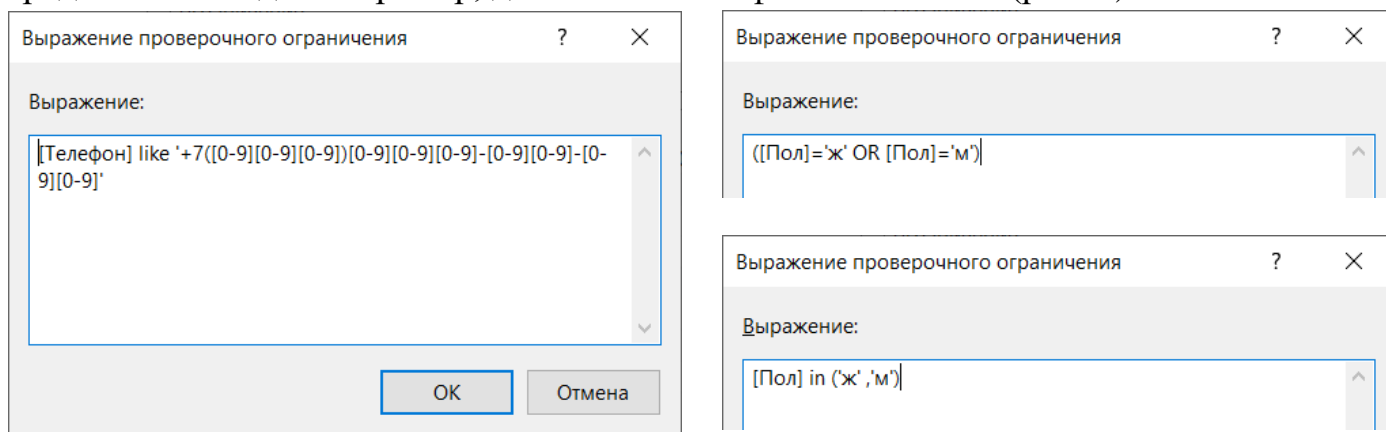 Выражение проверочного ограничения ? ×
Выражение:
[Телефон] like '+7([0-9][0-9][0-9])[0-9][0-9][0-9]-[0-9][0-9]-[0-
9][0-9]'
ОК Отмена
Выражение проверочного ограничения ? ×
Выражение:
([Пол]='ж' OR [Пол]='м')
Выражение проверочного ограничения ? ×
Выражение:
[Пол] in ('ж' ,'м')